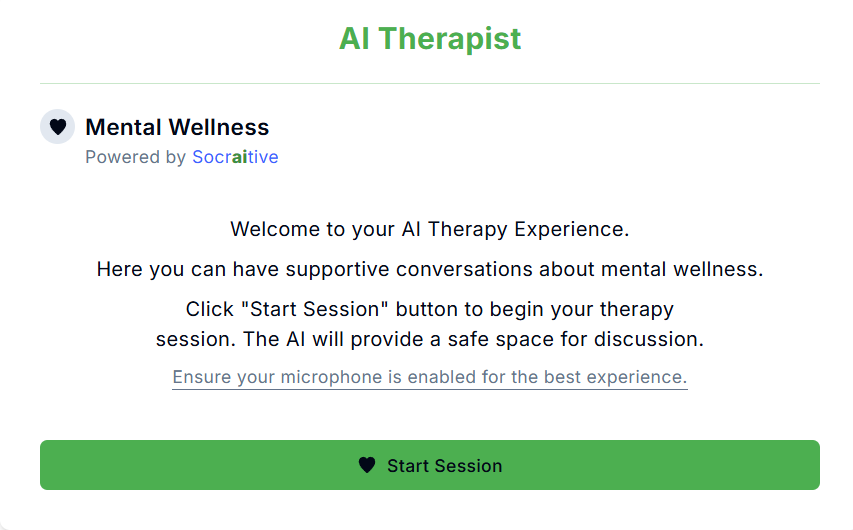 AI Therapist
Mental Wellness
Powered by Socraitive
Welcome to your AI Therapy Experience.
Here you can have supportive conversations about mental wellness.
Click "Start Session" button to begin your therapy
session. The AI will provide a safe space for discussion.
Ensure your microphone is enabled for the best experience.
Start Session